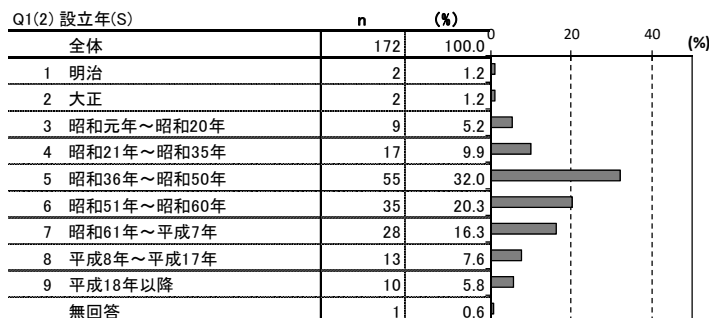 Q1(2) 設立年(S) n (%)
0 20 40 (%)
全体 172 100.0
1 明治 2 1.2
2 大正 2 1.2
3 昭和元年～昭和20年 9 5.2
4 昭和21年～昭和35年 17 9.9
5 昭和36年～昭和50年 55 32.0
6 昭和51年～昭和60年 35 20.3
7 昭和61年～平成7年 28 16.3
8 平成8年～平成17年 13 7.6
9 平成18年以降 10 5.8
無回答 1 0.6